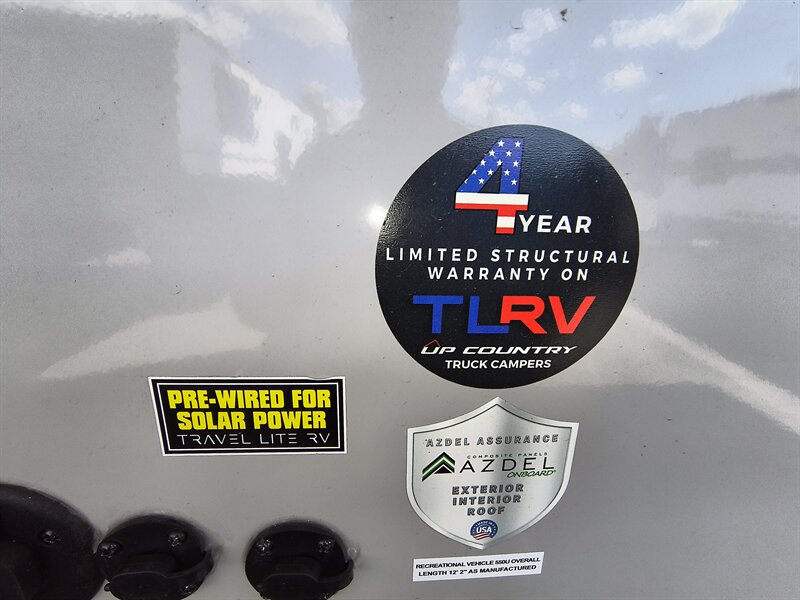 4 YEAR
LIMITED STRUCTURAL
WARRANTY ON
TLRV
UP COUNTRY
TRUCK CAMPERS
PRE-WIRED FOR
SOLAR POWER
TRAVEL LITE RV
AZDEL ASSURANCE
COMPOSITE PANELS
AZDEL
ONBOARD
EXTERIOR
INTERIOR
ROOF
USA
RECREATIONAL VEHICLE 550U OVERALL
LENGTH 12' 2" AS MANUFACTURED